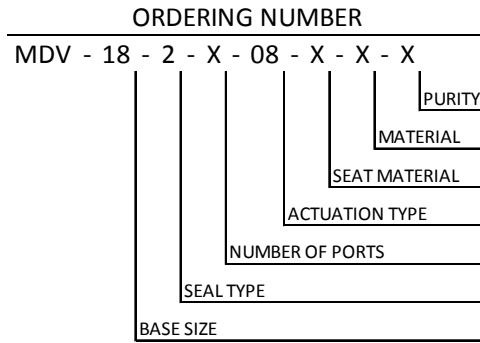 ORDERING NUMBER
MDV - 18 - 2 - X - 08 - X - X - X
PURITY
MATERIAL
SEAT MATERIAL
ACTUATION TYPE
NUMBER OF PORTS
SEAL TYPE
BASE SIZE